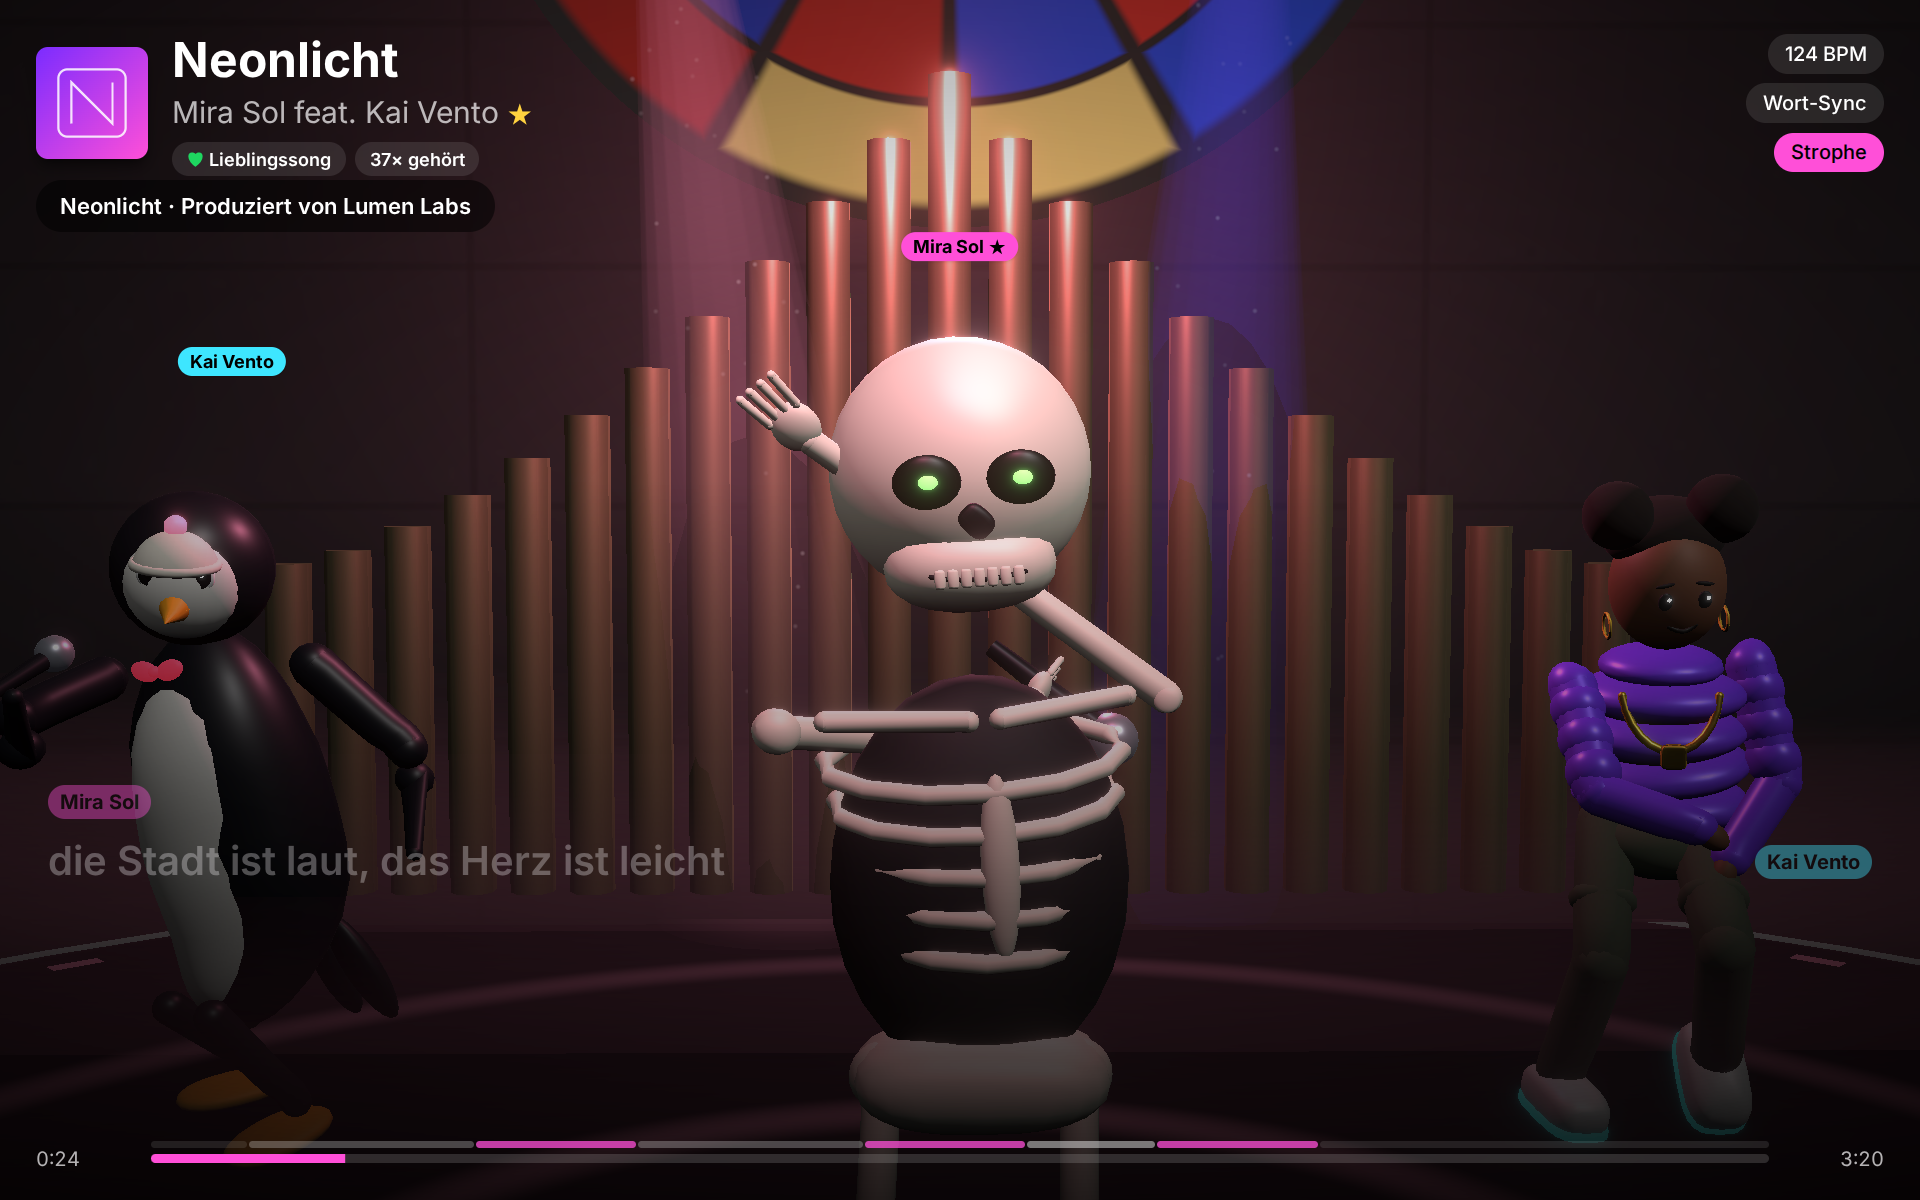 N
Neonlicht
Mira Sol feat. Kai Vento ★
Lieblingssong
37× gehört
Neonlicht · Produziert von Lumen Labs
124 BPM
Wort-Sync
Strophe
Mira Sol ★
Kai Vento
Mira Sol
die Stadt ist laut, das Herz ist leicht
Kai Vento
0:24
3:20